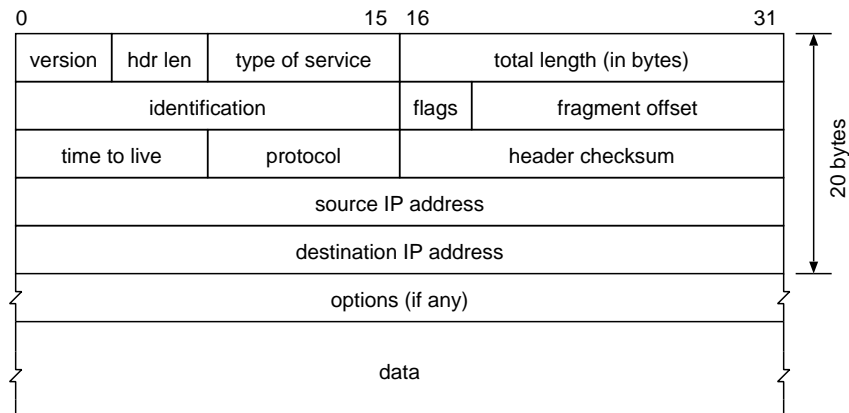 0 15 16 31
version hdr len type of service total length (in bytes)
identification flags fragment offset
time to live protocol header checksum
source IP address
destination IP address
20 bytes
options (if any)
data